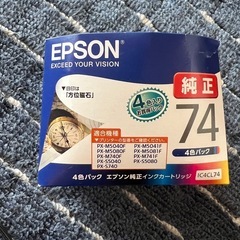 EPSON
EXCEED YOUR VISION
目印は
「方位磁石」
純正
74
4色パック
適合機種
PX-M5040F PX-M5041F
PX-M5080F PX-M5081F
PX-M740F PX-M741F
PX-S5040 PX-S5080
PX-S740
4色パック エプソン純正インクカートリッジ
IC4CL74